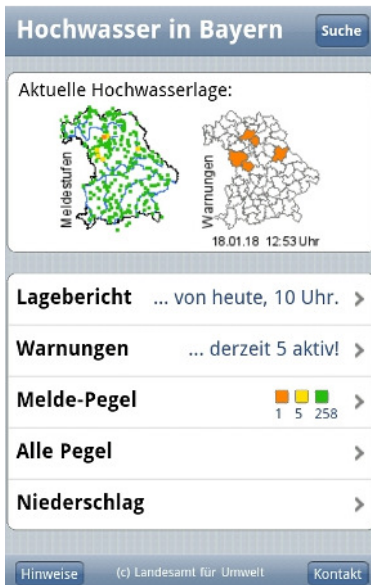 Hochwasser in Bayern Suche
Aktuelle Hochwasserlage:
Meldestufen
Warnungen
18.01.18 12:53 Uhr
Lagebericht ... von heute, 10 Uhr.
Warnungen ... derzeit 5 aktiv!
Melde-Pegel
1 5 258
Alle Pegel
Niederschlag
Hinweise (c) Landesamt für Umwelt Kontakt